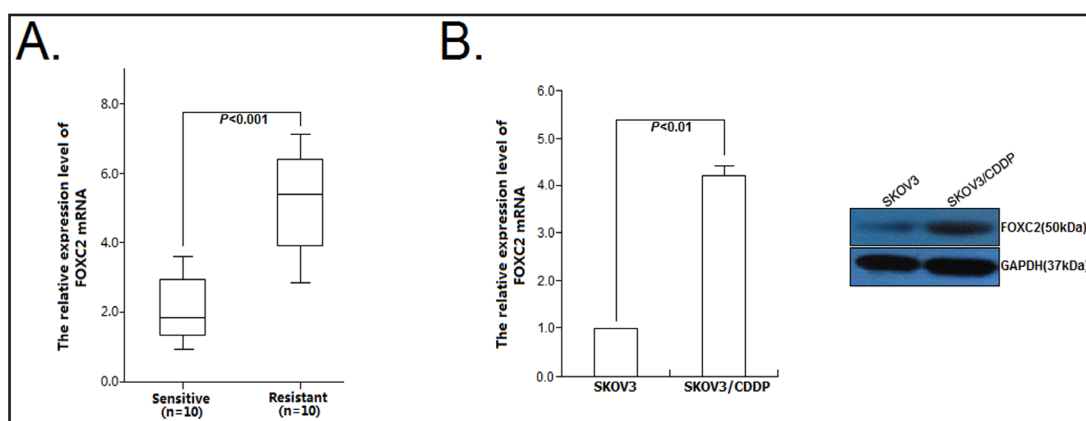 A.
The relative expression level of
FOXC2 mRNA
8.0
6.0
4.0
2.0
0.0
P<0.001
Sensitive
(n=10)
Resistant
(n=10)
B.
The relative expression level of
FOXC2 mRNA
6.0
5.0
4.0
3.0
2.0
1.0
0.0
P<0.01
SKOV3
SKOV3/CDDP
SKOV3
SKOV3/CDDP
FOXC2(50kDa)
GAPDH(37kDa)